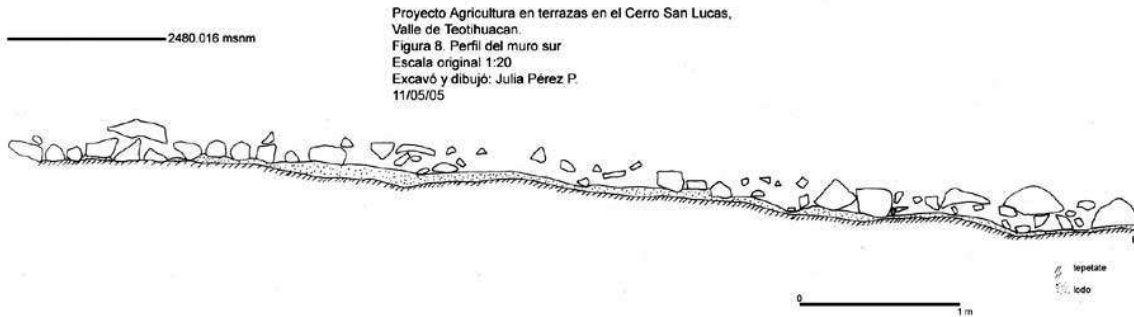 Proyecto Agricultura en terrazas en el Cerro San Lucas,
Valle de Teotihuacan.
Figura 8. Perfil del muro sur
Escala original 1:20
Excavó y dibujó: Julia Pérez P.
11/05/05
2480.016 msnm
tepetate
lodo
0
1 m